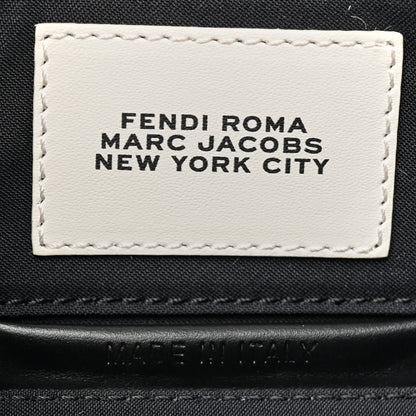 FENDI ROMA
MARC JACOBS
NEW YORK CITY
MADE IN ITALY